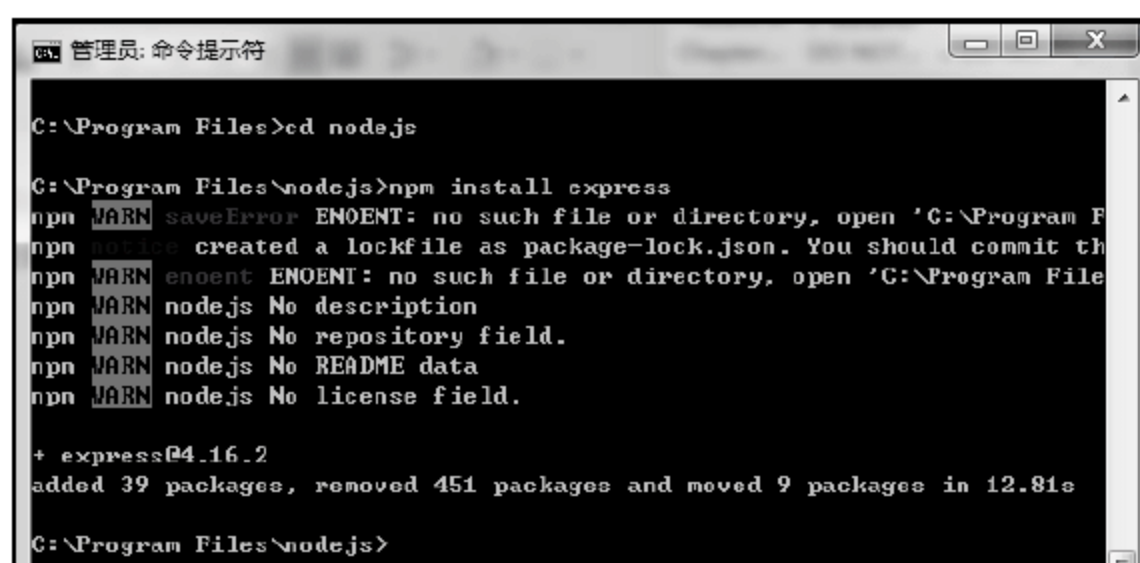 管理员: 命令提示符
C:\Program Files>cd nodejs
C:\Program Files\nodejs>npm install express
npm WARN saveError ENOENT: no such file or directory, open 'C:\Program F
npm notice created a lockfile as package-lock.json. You should commit th
npm WARN enoent ENOENT: no such file or directory, open 'C:\Program File
npm WARN nodejs No description
npm WARN nodejs No repository field.
npm WARN nodejs No README data
npm WARN nodejs No license field.
+ express@4.16.2
added 39 packages, removed 451 packages and moved 9 packages in 12.81s
C:\Program Files\nodejs>